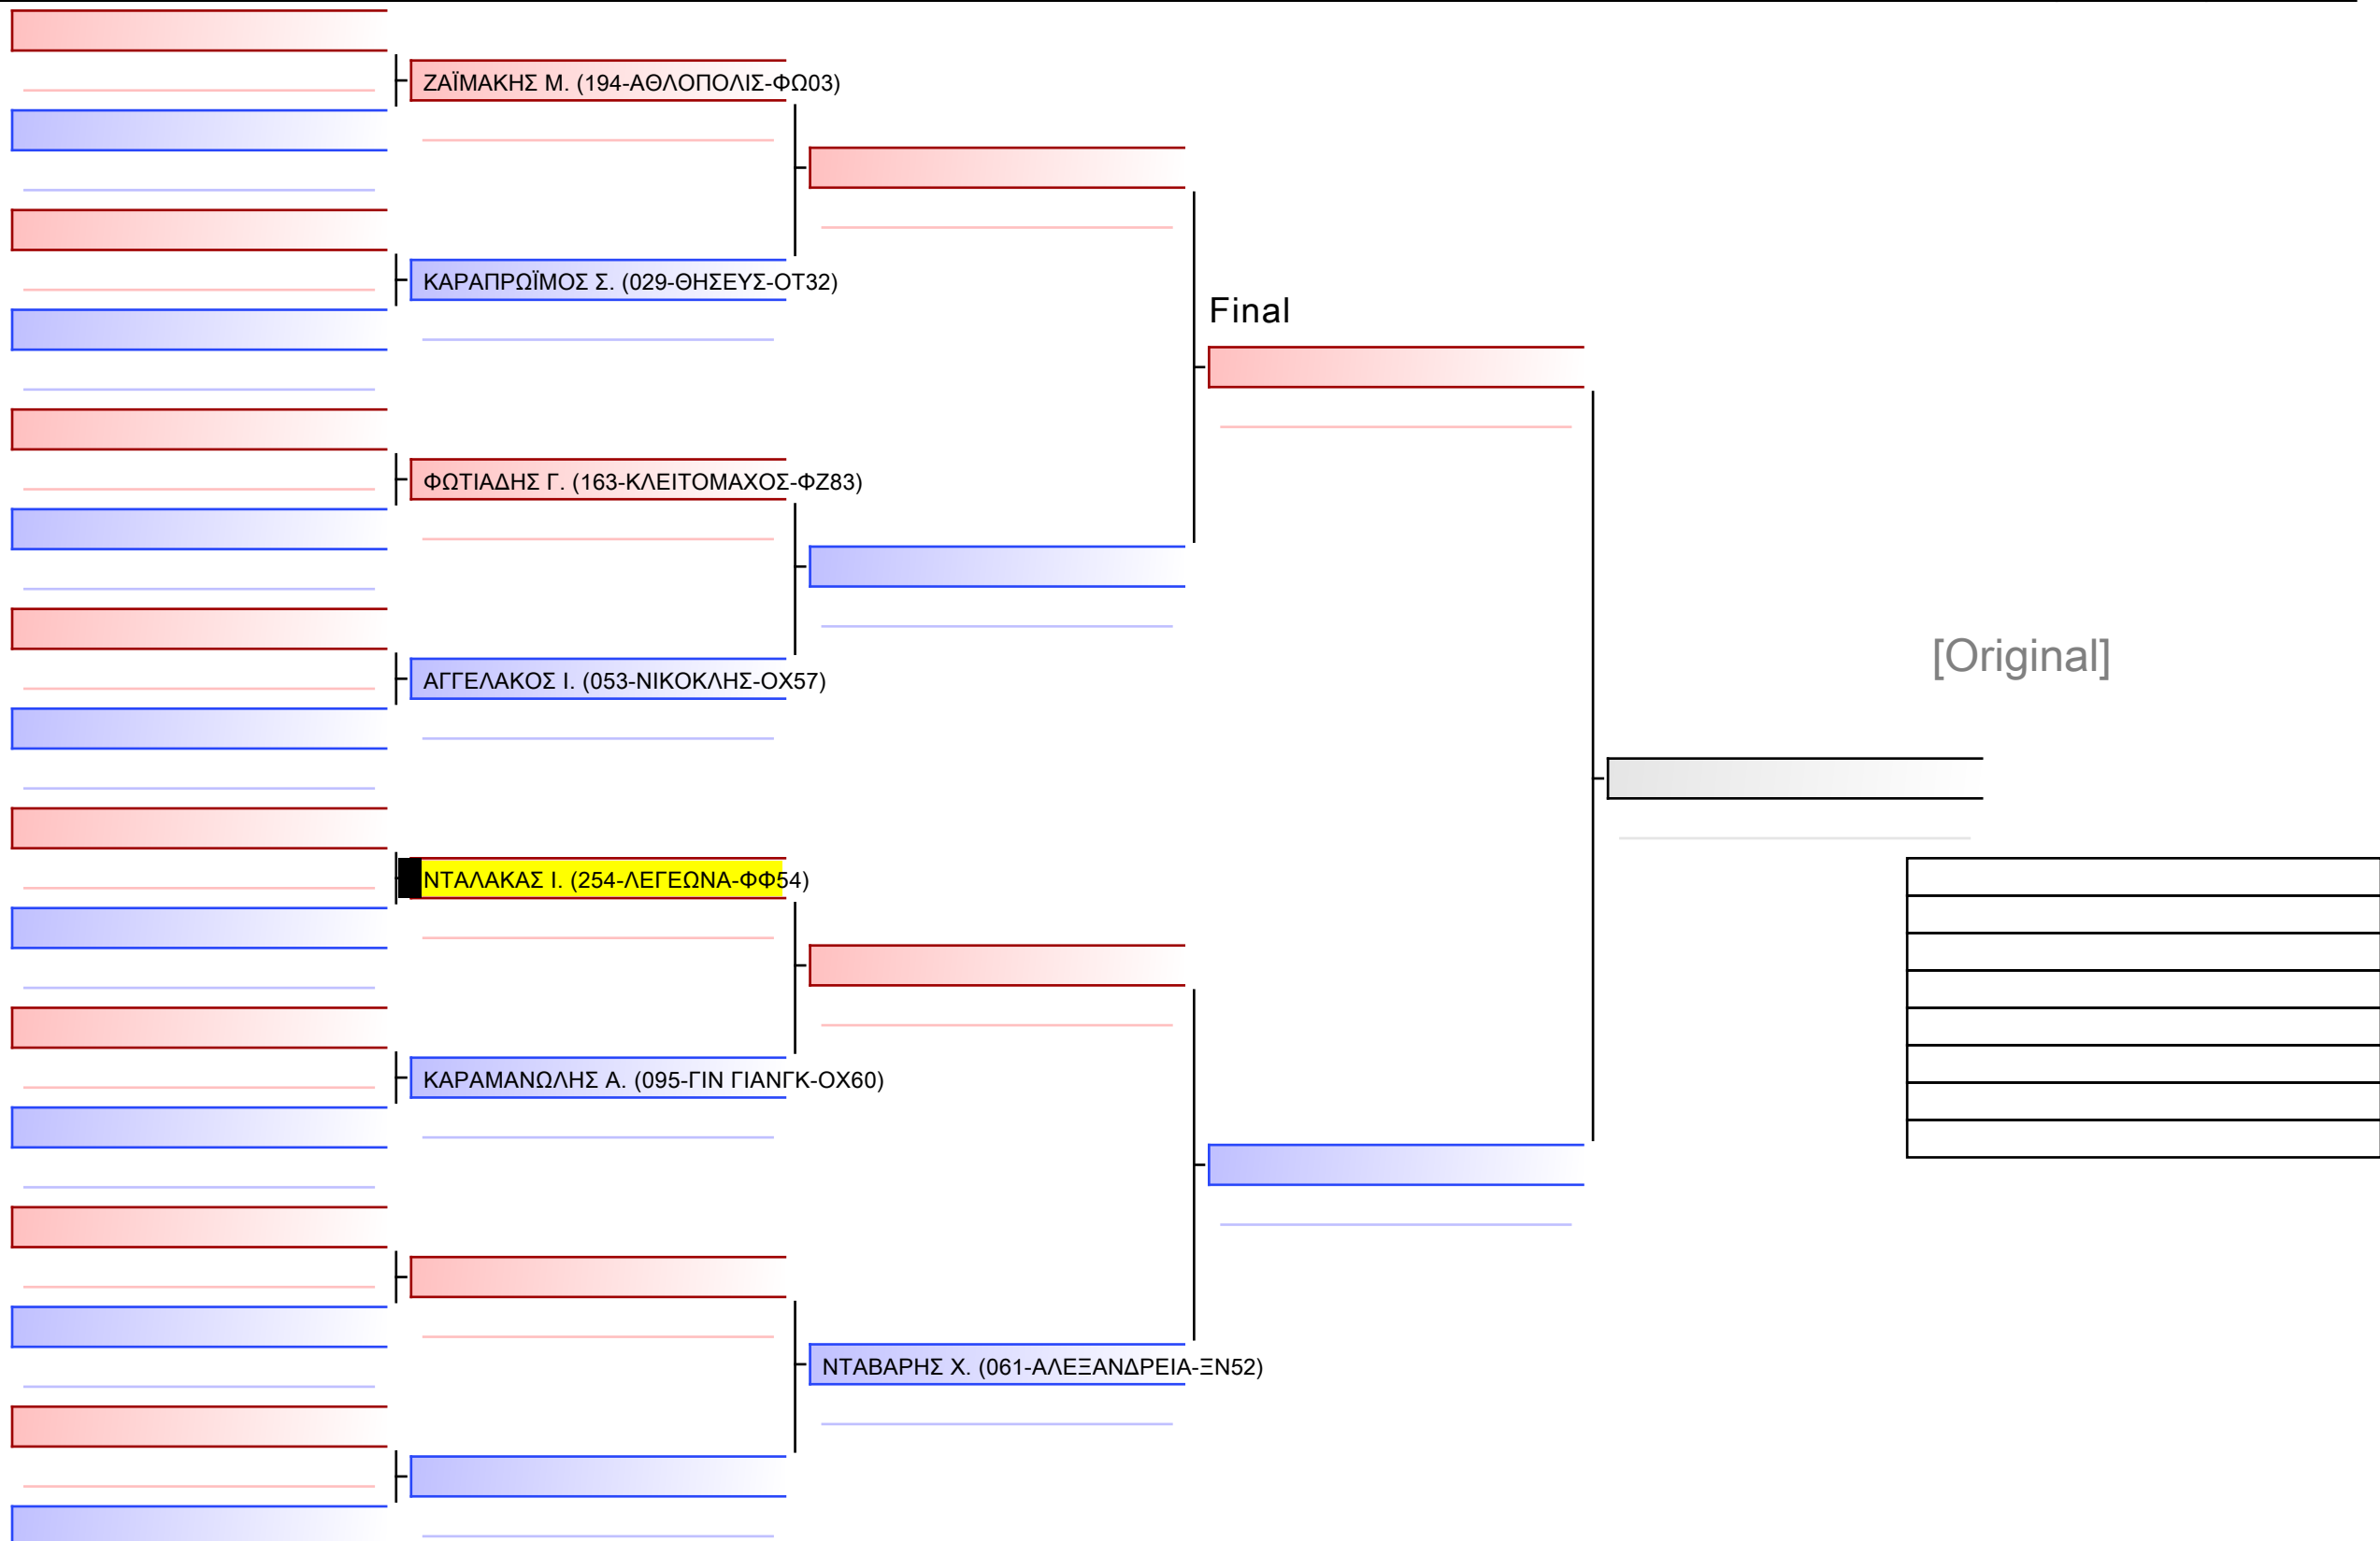 ΖΑΪΜΑΚΗΣ Μ. (194-ΑΘΛΟΠΟΛΙΣ-ΦΩ03)
ΚΑΡΑΠΡΩΪΜΟΣ Σ. (029-ΘΗΣΕΥΣ-ΟΤ32)
Final
ΦΩΤΙΑΔΗΣ Γ. (163-ΚΛΕΙΤΟΜΑΧΟΣ-ΦΖ83)
[Original]
ΑΓΓΕΛΑΚΟΣ Ι. (053-ΝΙΚΟΚΛΗΣ-ΟΧ57)
ΝΤΑΛΑΚΑΣ Ι. (254-ΛΕΓΕΩΝΑ-ΦΦ54)
ΚΑΡΑΜΑΝΩΛΗΣ Α. (095-ΓΙΝ ΓΙΑΝΓΚ-ΟΧ60)
ΝΤΑΒΑΡΗΣ Χ. (061-ΑΛΕΞΑΝΔΡΕΙΑ-ΞΝ52)